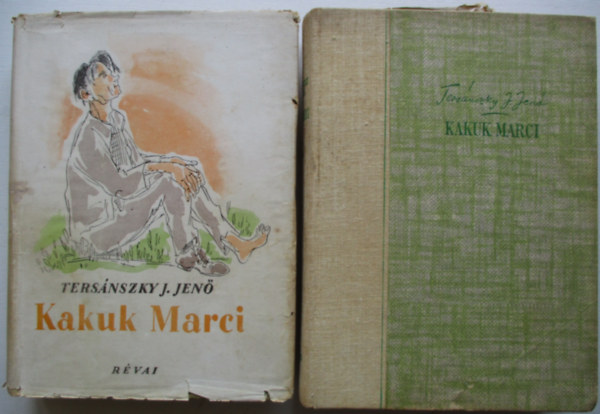 TERSÁNSZKY J. JENŐ
Kakuk Marci
RÉVAI
Tersánszky J. Jenő
KAKUK MARCI